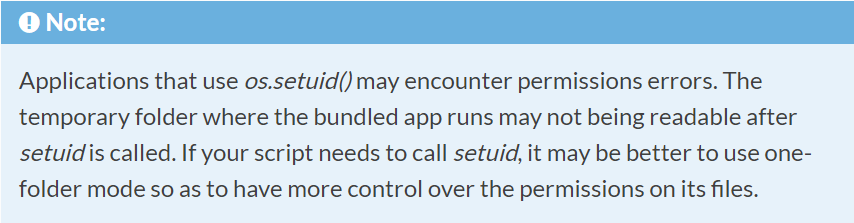 Note:
Applications that use os.setuid() may encounter permissions errors. The
temporary folder where the bundled app runs may not being readable after
setuid is called. If your script needs to call setuid, it may be better to use one-
folder mode so as to have more control over the permissions on its files.